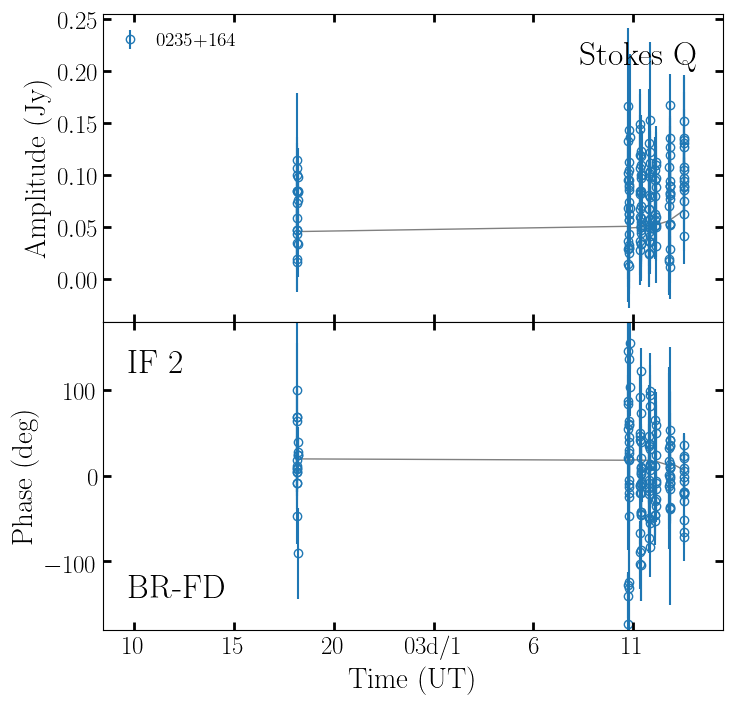 0.25
0235+164
Stokes Q
0.20
0.15
0.10
0.05
0.00
Amplitude (Jy)
IF 2
100
0
−100
Phase (deg)
BR-FD
10 15 20 03d/1 6 11
Time (UT)